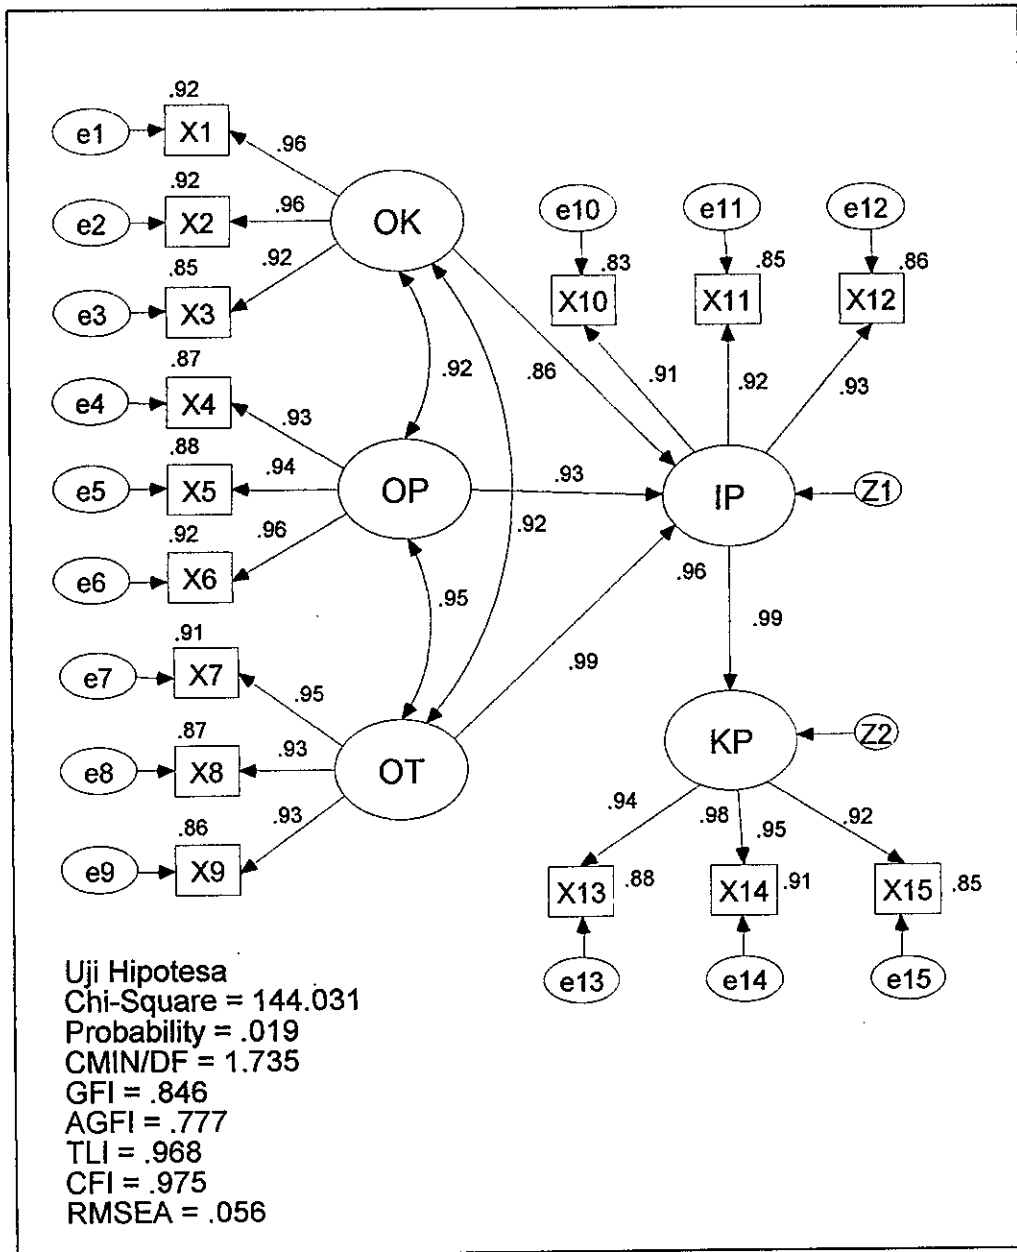 .92
e1 X1
.96
.92
e2 X2
.96
OK
.85
e3 X3
.92
e10 e11 e12
.83 .85 .86
X10 X11 X12
.87
e4 X4
.93
.92
.86
.91
.92
.93
.88
e5 X5
.94
OP
.93
IP
Z1
.92
e6 X6
.96
.92
.96
.95
.99
.91
e7 X7
.95
.99
KP
Z2
.87
e8 X8
.93
OT
.86
e9 X9
.93
.94 .98 .95 .92
X13 .88 X14 .91 X15 .85
e13 e14 e15
Uji Hipotesa
Chi-Square = 144.031
Probability = .019
CMIN/DF = 1.735
GFI = .846
AGFI = .777
TLI = .968
CFI = .975
RMSEA = .056